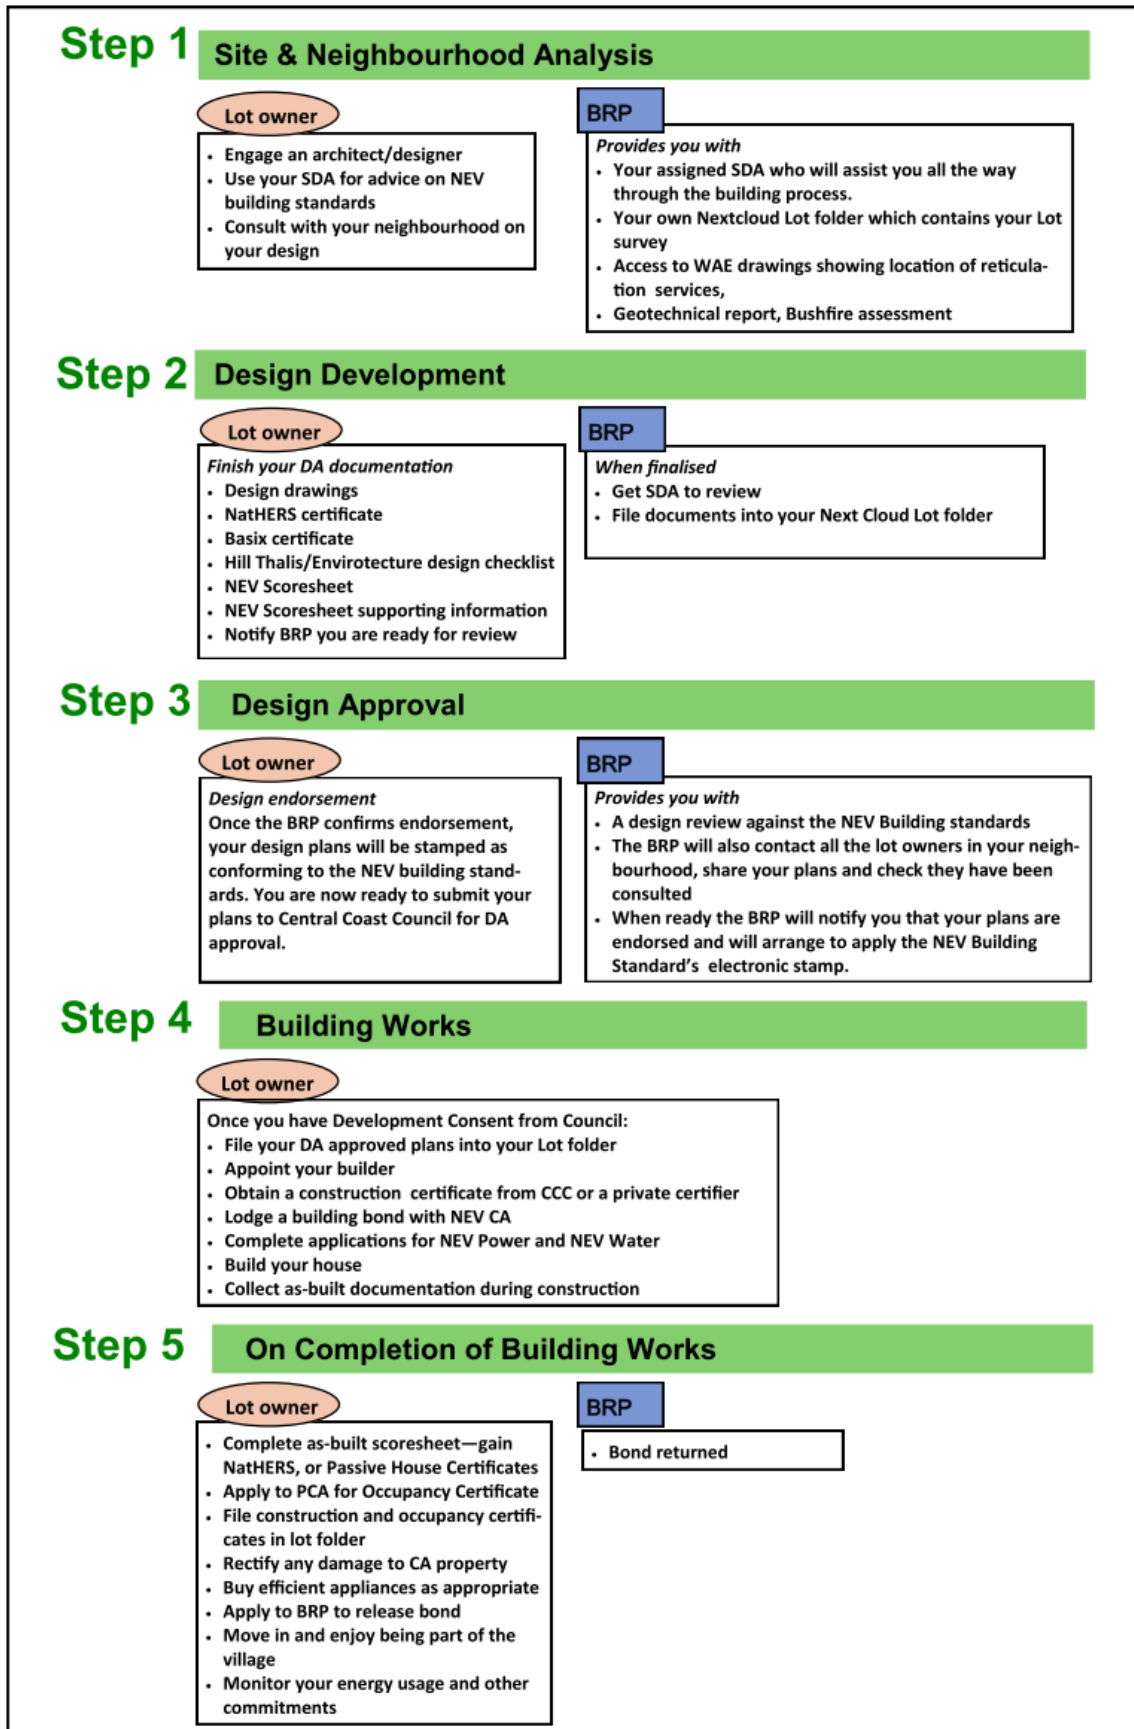 Step 1
Site & Neighbourhood Analysis
Lot owner
• Engage an architect/designer
• Use your SDA for advice on NEV
building standards
• Consult with your neighbourhood on
your design
BRP
Provides you with
• Your assigned SDA who will assist you all the way
through the building process.
• Your own Nextcloud Lot folder which contains your Lot
survey
• Access to WAE drawings showing location of reticula-
tion services,
• Geotechnical report, Bushfire assessment
Step 2
Design Development
Lot owner
Finish your DA documentation
• Design drawings
• NatHERS certificate
• Basix certificate
• Hill Thalis/Envirotecture design checklist
• NEV Scoresheet
• NEV Scoresheet supporting information
• Notify BRP you are ready for review
BRP
When finalised
• Get SDA to review
• File documents into your Next Cloud Lot folder
Step 3
Design Approval
Lot owner
Design endorsement
Once the BRP confirms endorsement,
your design plans will be stamped as
conforming to the NEV building stand-
ards. You are now ready to submit your
plans to Central Coast Council for DA
approval.
BRP
Provides you with
• A design review against the NEV Building standards
• The BRP will also contact all the lot owners in your neigh-
bourhood, share your plans and check they have been
consulted
• When ready the BRP will notify you that your plans are
endorsed and will arrange to apply the NEV Building
Standard's electronic stamp.
Step 4
Building Works
Lot owner
Once you have Development Consent from Council:
• File your DA approved plans into your Lot folder
• Appoint your builder
• Obtain a construction certificate from CCC or a private certifier
• Lodge a building bond with NEV CA
• Complete applications for NEV Power and NEV Water
• Build your house
• Collect as-built documentation during construction
Step 5
On Completion of Building Works
Lot owner
• Complete as-built scoresheet—gain
NatHERS, or Passive House Certificates
• Apply to PCA for Occupancy Certificate
• File construction and occupancy certifi-
cates in lot folder
• Rectify any damage to CA property
• Buy efficient appliances as appropriate
• Apply to BRP to release bond
• Move in and enjoy being part of the
village
• Monitor your energy usage and other
commitments
BRP
• Bond returned